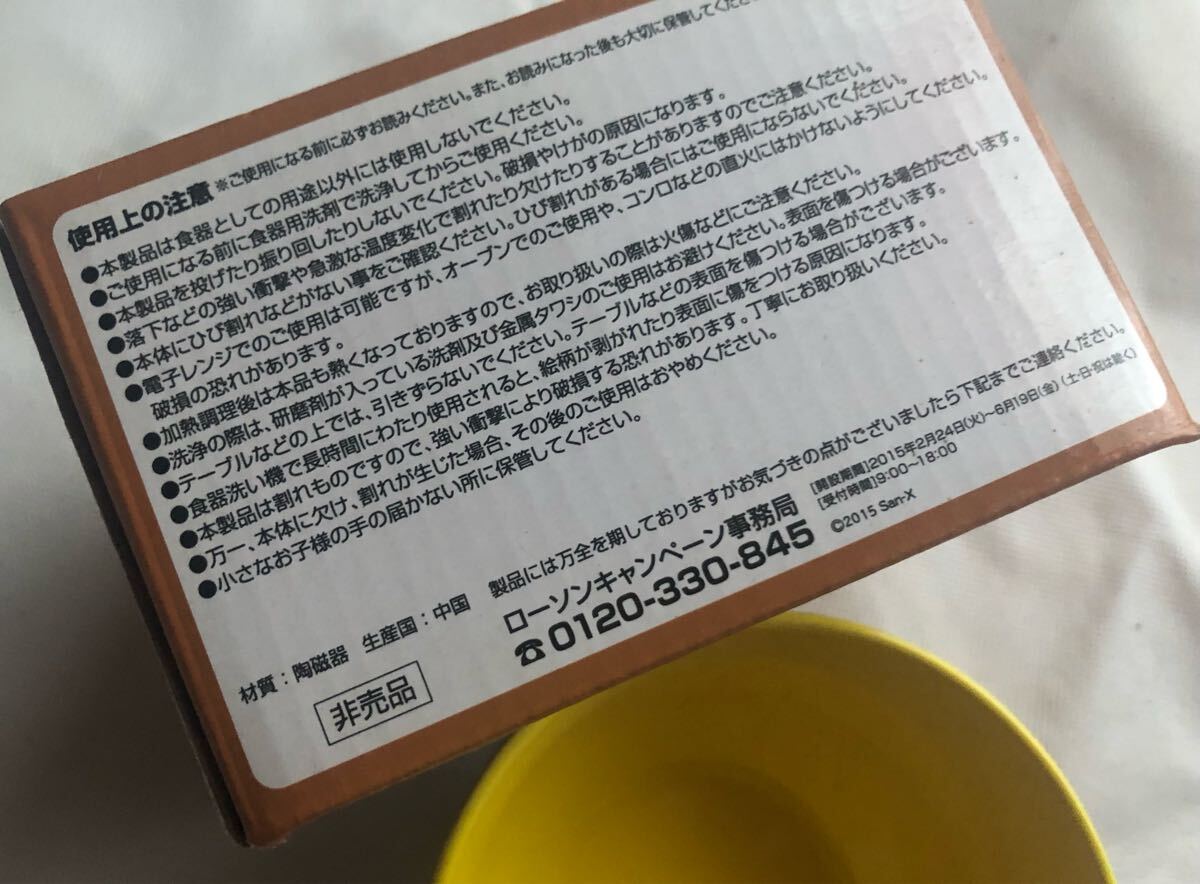 使用上の注意 ※ご使用になる前に必ずお読みください。また、お読みになった後も大切に保管してくださ
●本製品は食器としての用途以外には使用しないでください。
●ご使用になる前に食器用洗剤で洗浄してからご使用ください。
●本製品を投げたり振り回したりしないでください。破損やけがの原因になります。
●落下などの強い衝撃や急激な温度変化で割れたり欠けたりすることがありますのでご注意ください。
●本体にひび割れなどがない事をご確認ください。ひび割れがある場合にはご使用にならないでください。
●電子レンジでのご使用は可能ですが、オーブンでのご使用や、コンロなどの直火にはかけないようにしてください。
破損の恐れがあります。
●加熱調理後は本品も熱くなっておりますので、お取り扱いの際は火傷などにご注意ください。
●洗浄の際は、研磨剤が入っている洗剤及び金属タワシのご使用はお避けください。表面を傷つける場合がございます。
●テーブルなどの上では、引きずらないでください。テーブルなどの表面を傷つける場合がございます。
●食器洗い機で長時間にわたり使用されると、絵柄が剥がれたり表面に傷をつける原因になります。
●本製品は割れものですので、強い衝撃により破損する恐れがあります。丁寧にお取り扱いください。
●万一、本体に欠け、割れが生じた場合、その後のご使用はおやめください。
●小さなお子様の手の届かない所に保管してください。
材質:陶磁器 生産国:中国
非売品
製品には万全を期しておりますがお気づきの点がございましたら下記までご連絡ください。
ローソンキャンペーン事務局
☎0120-330-845
[開設期間]2015年2月24日(火)～6月19日(金)(土・日・祝は除く)
[受付時間]9:00～18:00
©2015 San-X